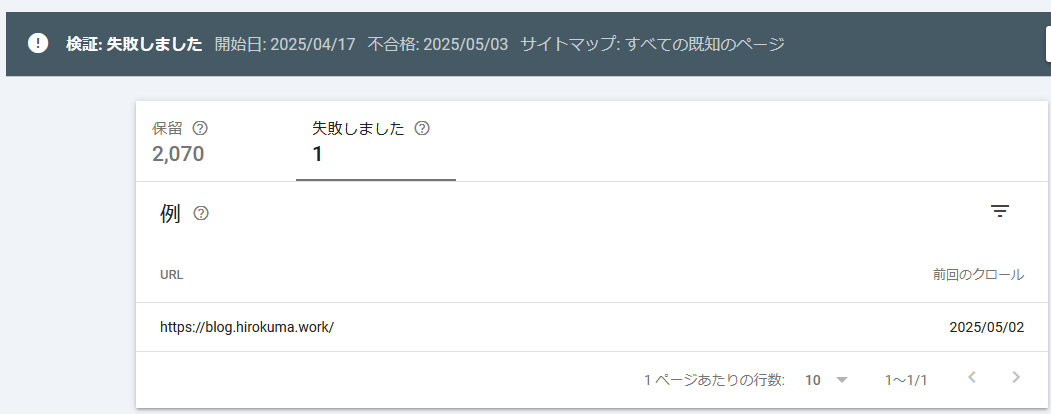 検証: 失敗しました 開始日: 2025/04/17 不合格: 2025/05/03 サイトマップ: すべての既知のページ
保留 失敗しました
2,070 1
例
URL 前回のクロール
https://blog.hirokuma.work/ 2025/05/02
1 ページあたりの行数: 10 1～1/1